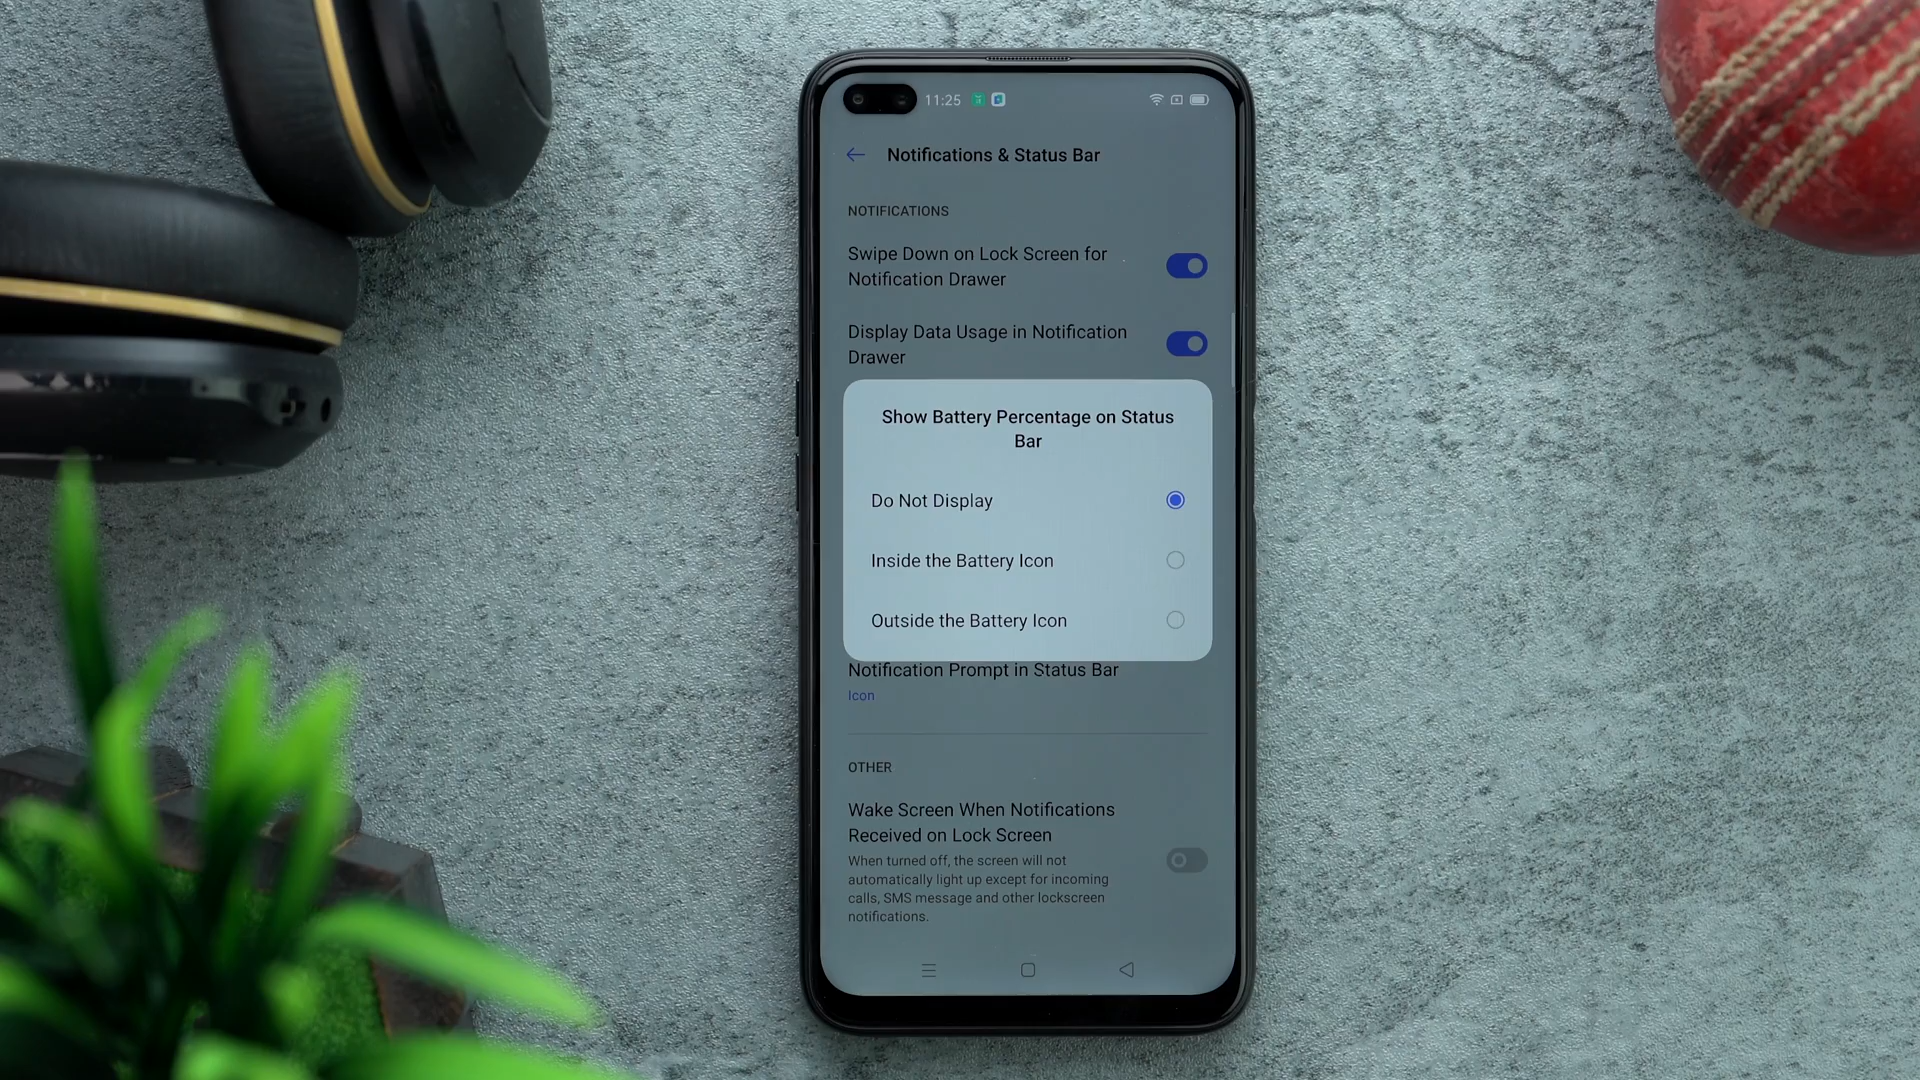 11:25
Notifications & Status Bar
NOTIFICATIONS
Swipe Down on Lock Screen for
Notification Drawer
Display Data Usage in Notification
Drawer
Show Battery Percentage on Status
Bar
Do Not Display
Inside the Battery Icon
Outside the Battery Icon
Notification Prompt in Status Bar
Icon
OTHER
Wake Screen When Notifications
Received on Lock Screen
When turned off, the screen will not
automatically light up except for incoming
calls, SMS message and other lockscreen
notifications.